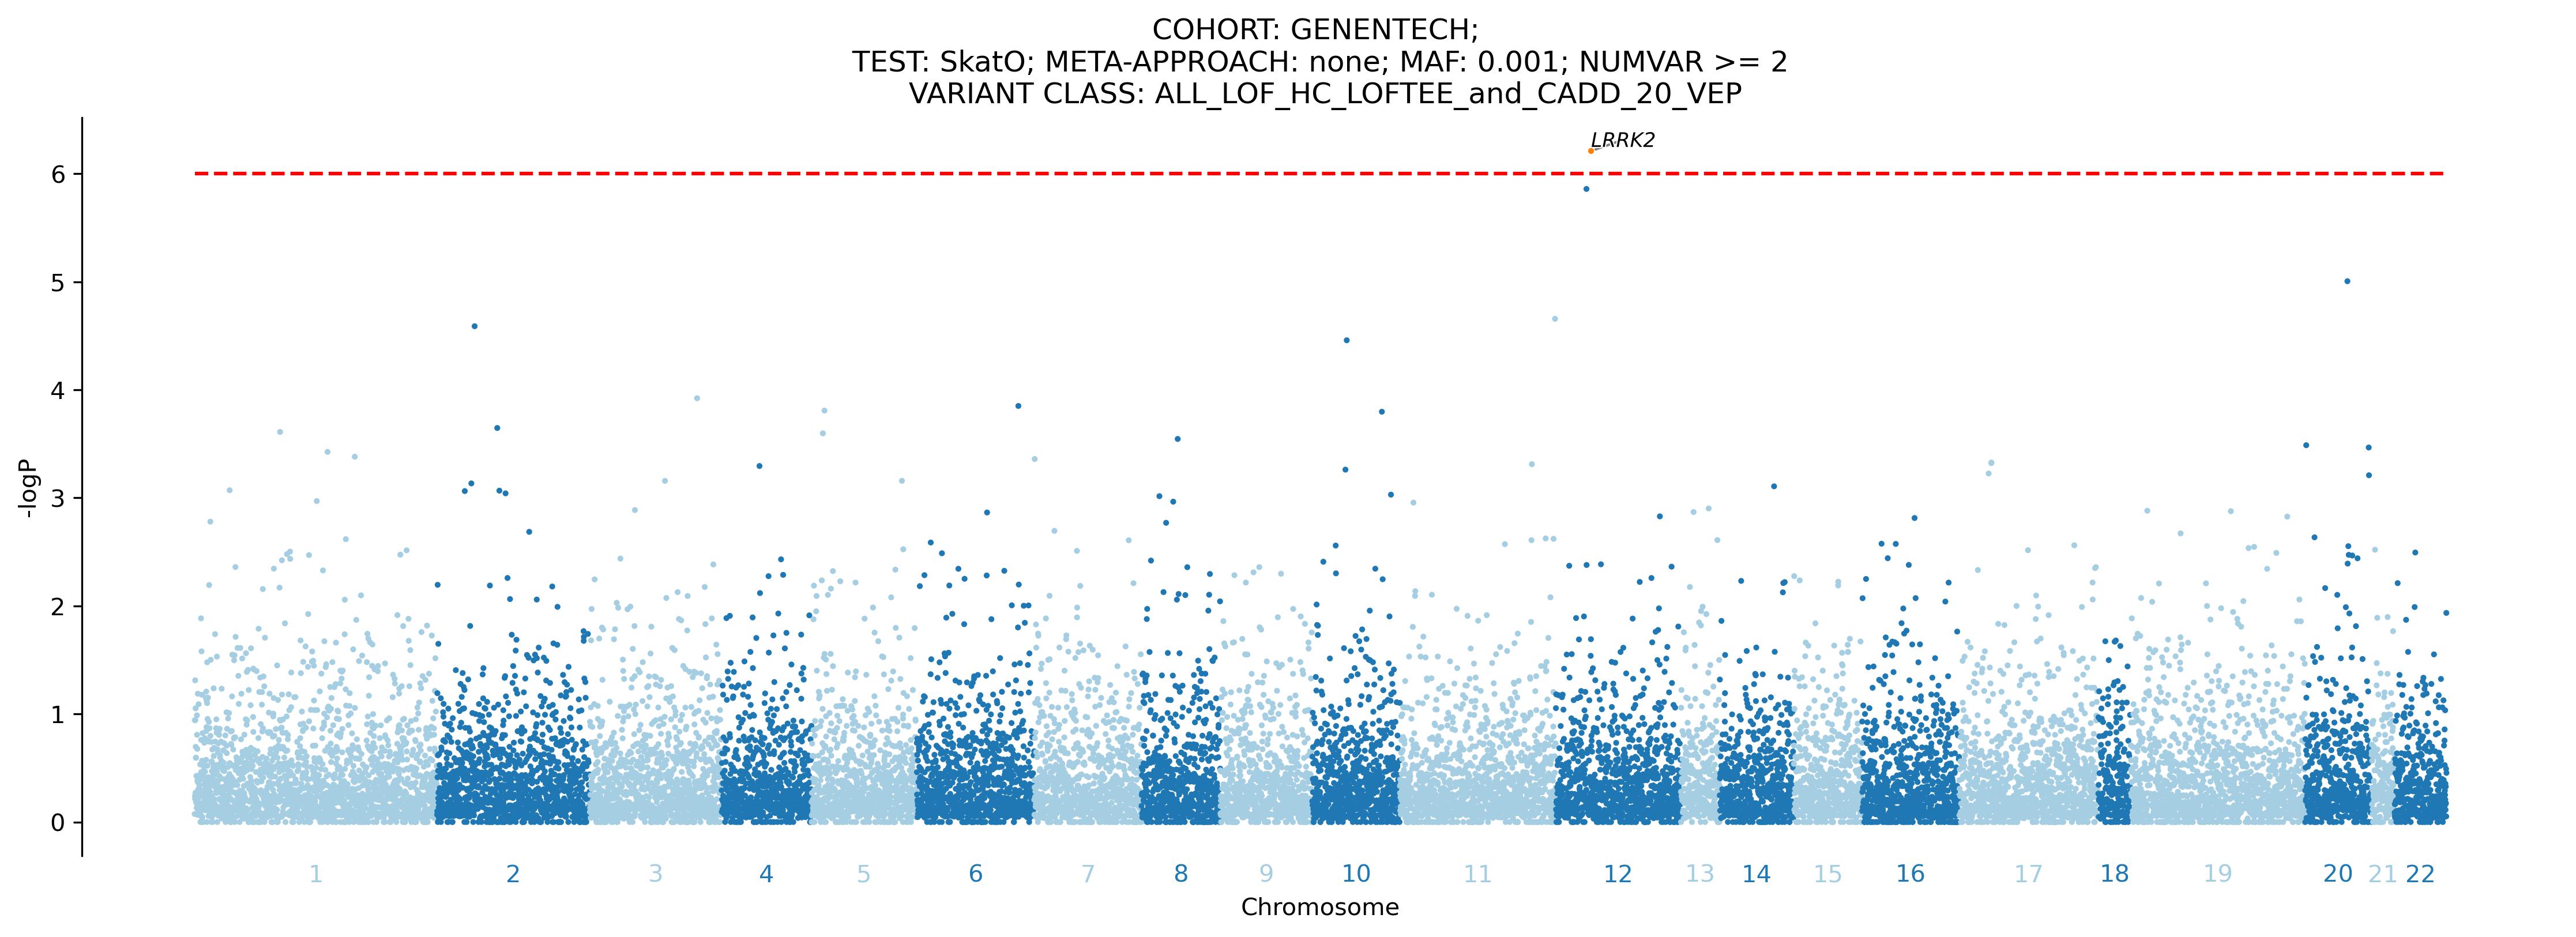 COHORT: GENENTECH;
TEST: SkatO; META-APPROACH: none; MAF: 0.001; NUMVAR >= 2
VARIANT CLASS: ALL_LOF_HC_LOFTEE_and_CADD_20_VEP
LRRK2
6
5
4
3
2
1
0
-logP
1 2 3 4 5 6 7 8 9 10 11 12 13 14 15 16 17 18 19 20 21 22
Chromosome